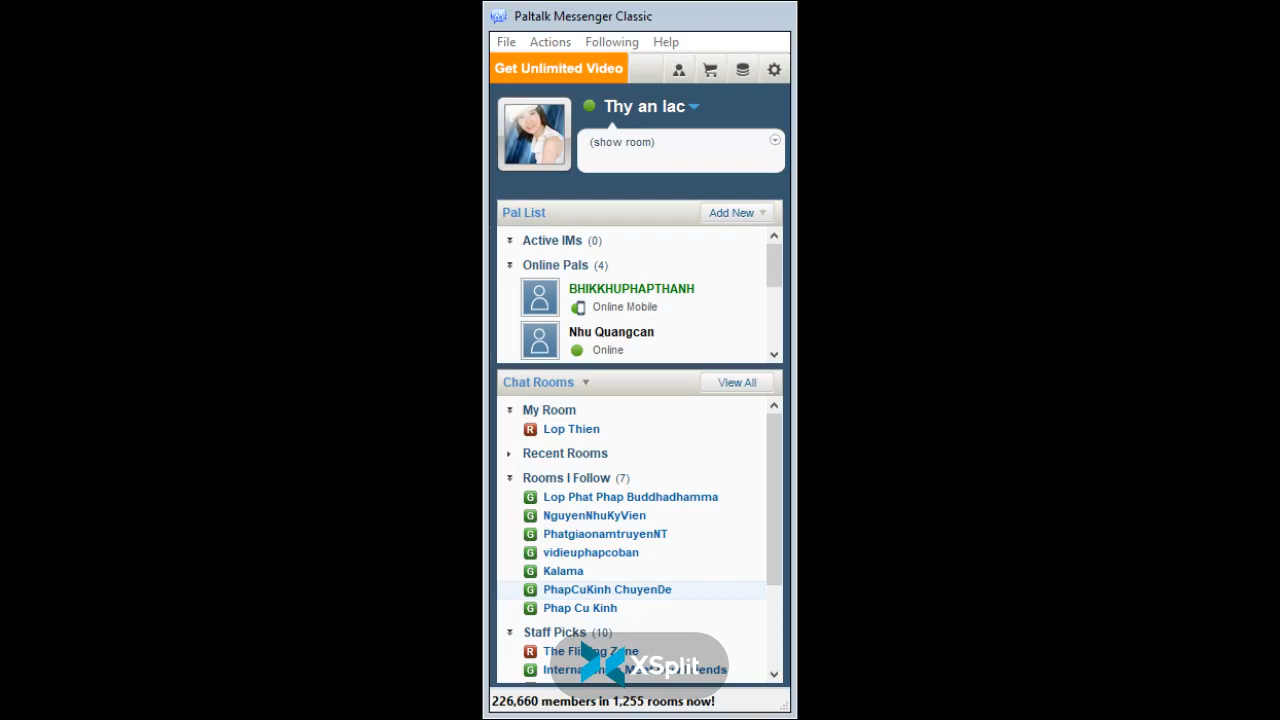 Paltalk Messenger Classic
File Actions Following Help
Get Unlimited Video
Thy an lac
(show room)
Pal List Add New
Active IMs (0)
Online Pals (4)
BHIKKHUPHAPTHANH
Online Mobile
Nhu Quangcan
Online
Chat Rooms View All
My Room
R Lop Thien
Recent Rooms
Rooms I Follow (7)
G Lop Phat Phap Buddhadhamma
G NguyenNhuKyVien
G PhatgiaonamtruyenNT
G vidieuphapcoban
G Kalama
G PhapCuKinh ChuyenDe
G Phap Cu Kinh
Staff Picks (10)
R The Flirting Zone
G
XSplit
226,660 members in 1,255 rooms now!